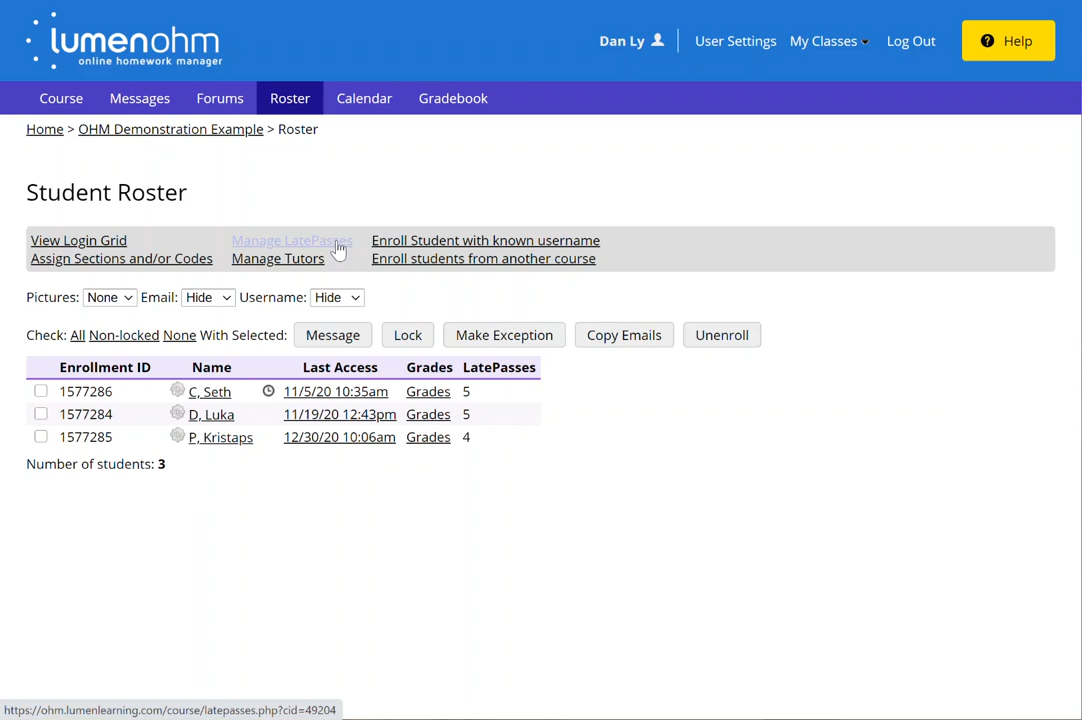 lumenohm
online homework manager
Dan Ly User Settings My Classes Log Out Help
Course Messages Forums Roster Calendar Gradebook
Home > OHM Demonstration Example > Roster
Student Roster
View Login Grid Manage LatePasses Enroll Student with known username
Assign Sections and/or Codes Manage Tutors Enroll students from another course
Pictures: None Email: Hide Username: Hide
Check: All Non-locked None With Selected: Message Lock Make Exception Copy Emails Unenroll
Enrollment ID Name Last Access Grades LatePasses
1577286 C, Seth 11/5/20 10:35am Grades 5
1577284 D, Luka 11/19/20 12:43pm Grades 5
1577285 P, Kristaps 12/30/20 10:06am Grades 4
Number of students: 3
https://ohm.lumenlearning.com/course/latepasses.php?cid=49204